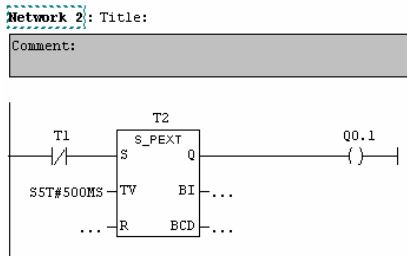 Network 2: Title:
Comment:
T2
T1 S_PEXT Q0.1
S Q
S5T#500MS TV BI ...
... R BCD ...